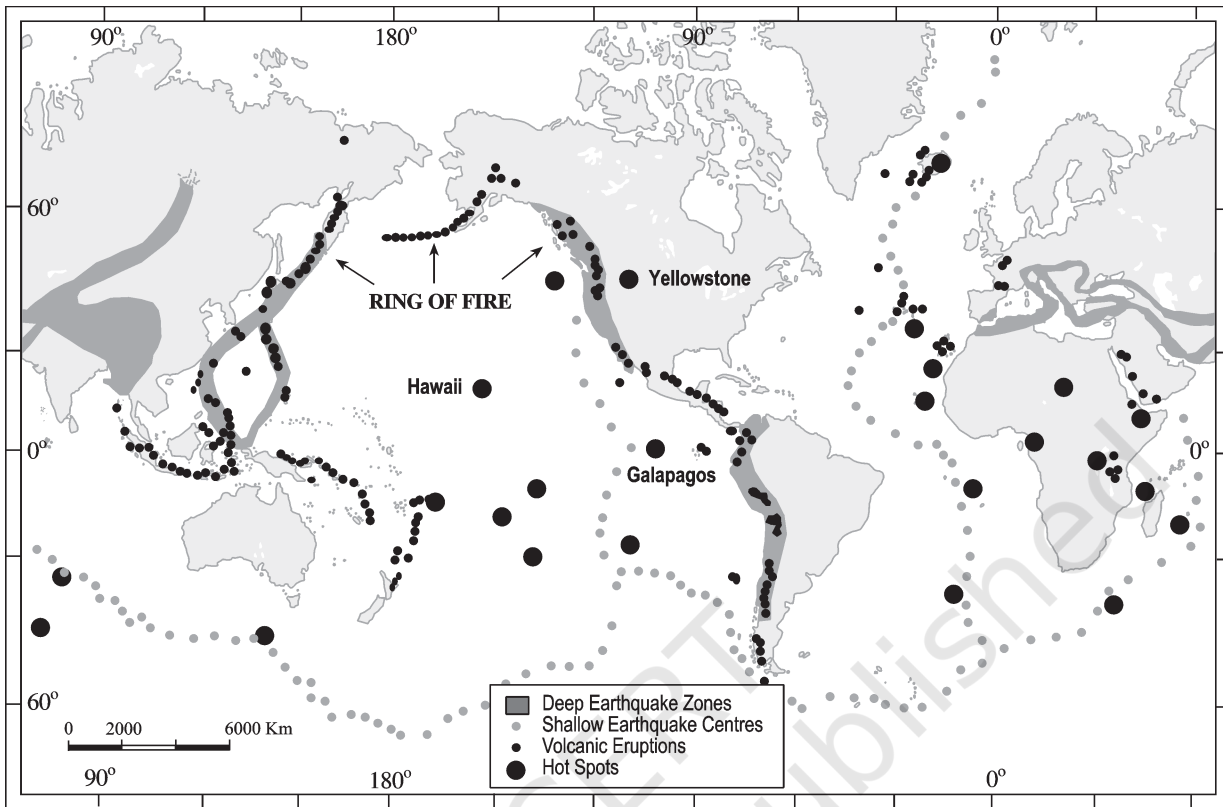 90° 180° 90° 0°
60°
Yellowstone
RING OF FIRE
Hawaii
0° 0°
Galapagos
60°
Deep Earthquake Zones
Shallow Earthquake Centres
Volcanic Eruptions
Hot Spots
0 2000 6000 Km
90° 180° 0°
published